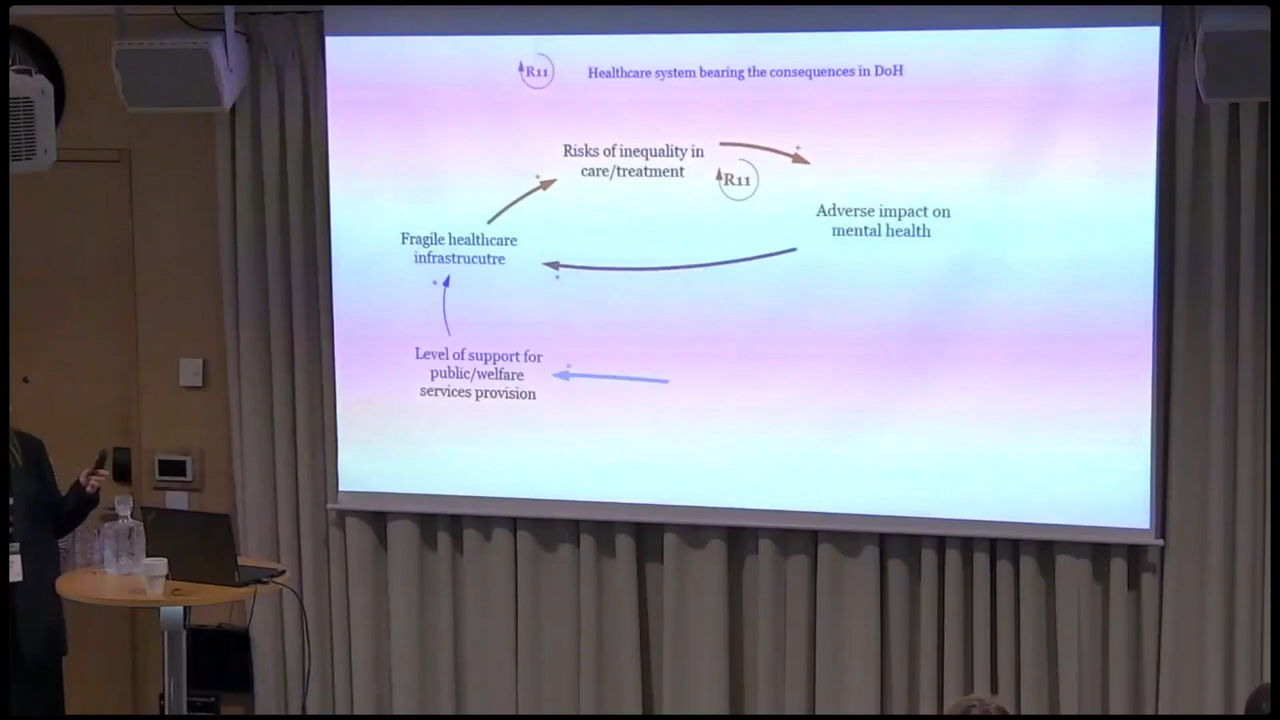 R11 Healthcare system bearing the consequences in DoH
Risks of inequality in
care/treatment
+
R11
+
Adverse impact on
mental health
Fragile healthcare
infrastrucutre
+
+
Level of support for
public/welfare
services provision
+